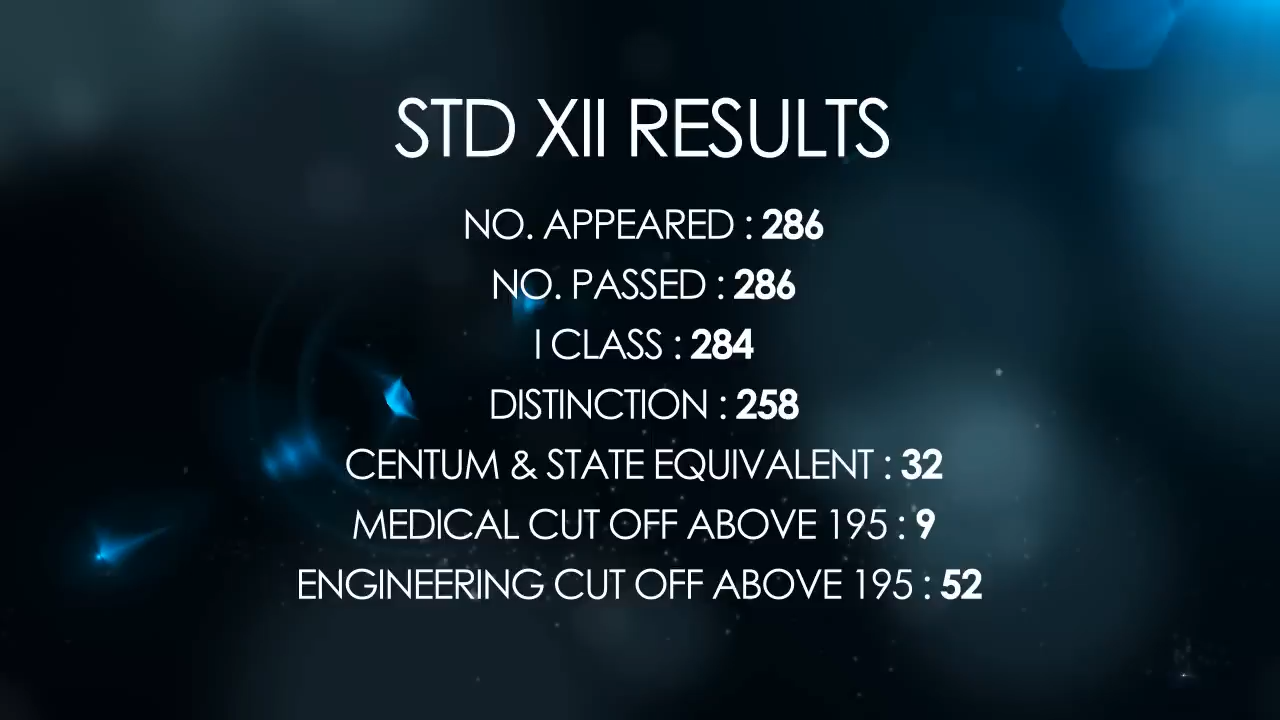 STD XII RESULTS
NO. APPEARED : 286
NO. PASSED : 286
I CLASS : 284
DISTINCTION : 258
CENTUM & STATE EQUIVALENT : 32
MEDICAL CUT OFF ABOVE 195 : 9
ENGINEERING CUT OFF ABOVE 195 : 52